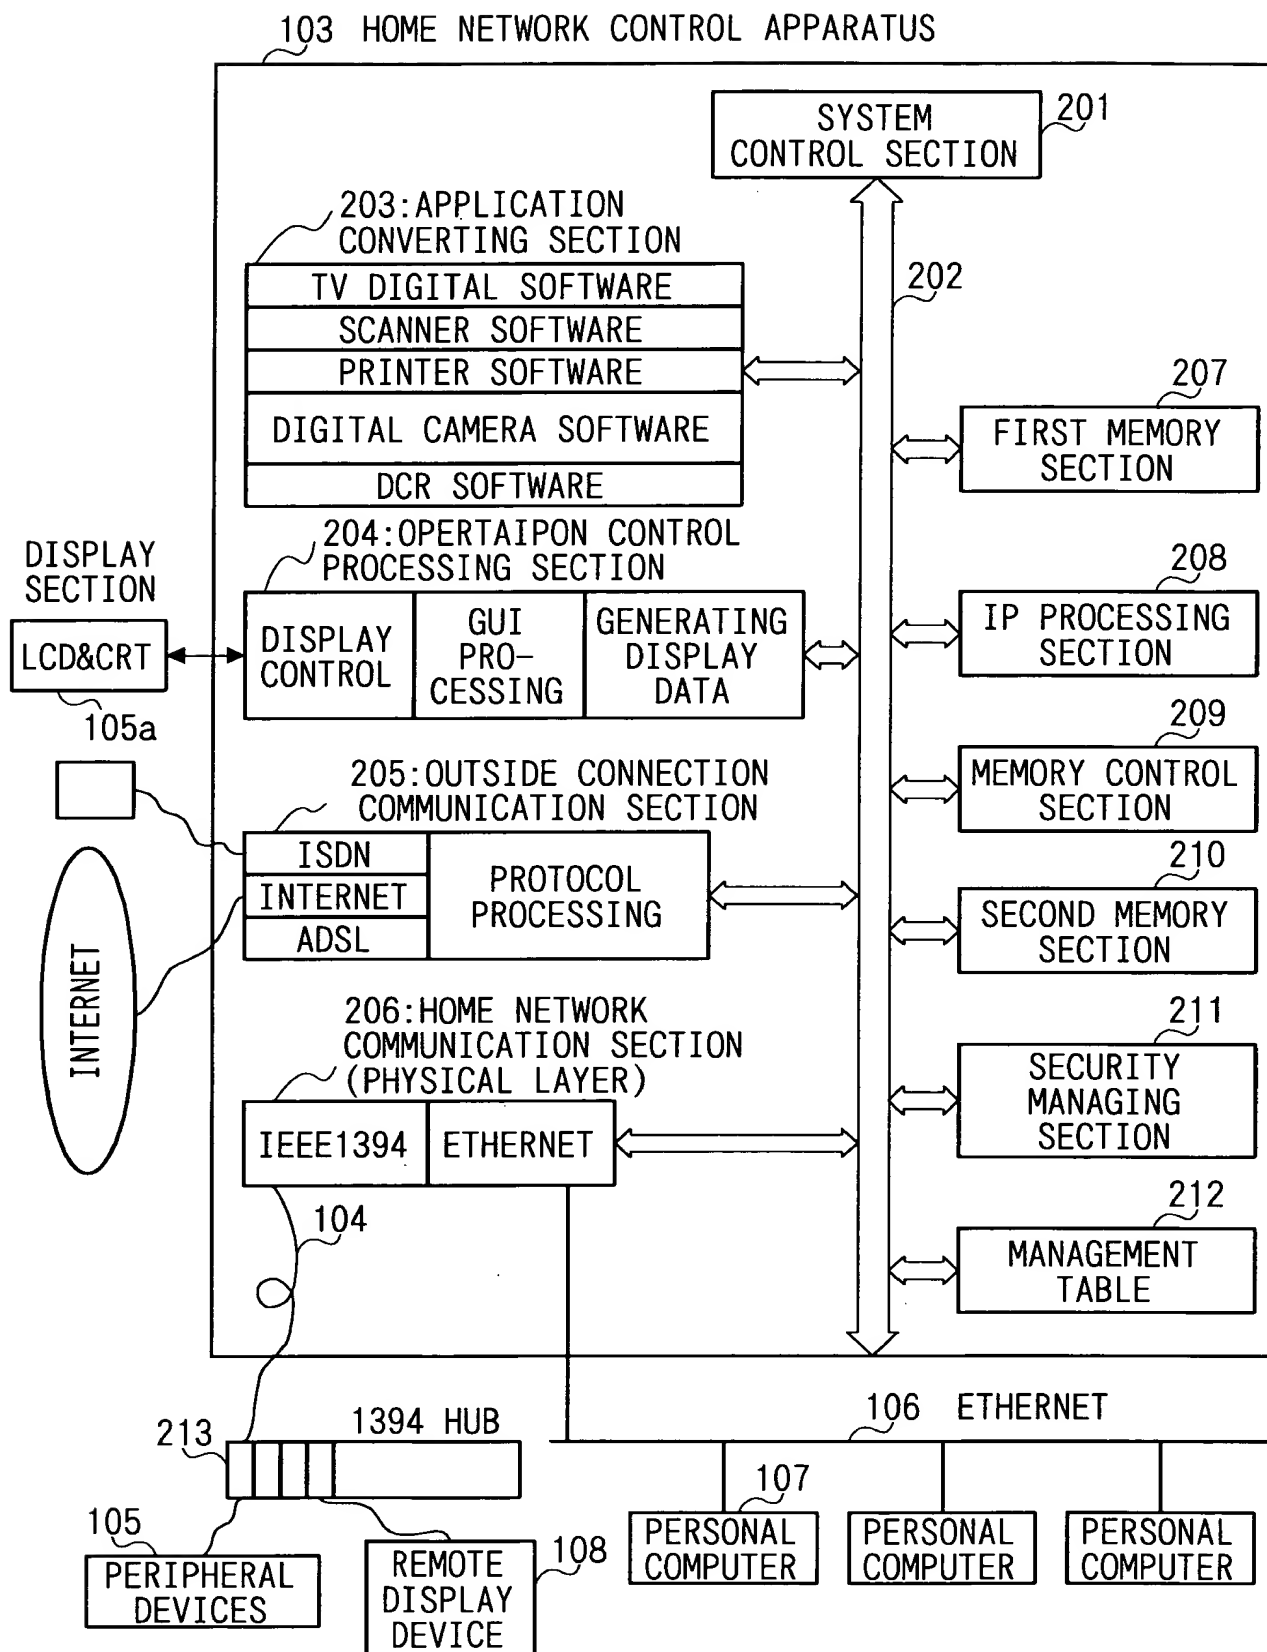 103 HOME NETWORK CONTROL APPARATUS
SYSTEM
CONTROL SECTION
201
203:APPLICATION
CONVERTING SECTION
TV DIGITAL SOFTWARE
SCANNER SOFTWARE
PRINTER SOFTWARE
DIGITAL CAMERA SOFTWARE
DCR SOFTWARE
202
207
FIRST MEMORY
SECTION
204:OPERTAIPON CONTROL
PROCESSING SECTION
DISPLAY
SECTION
LCD&CRT
105a
DISPLAY
CONTROL
GUI
PRO-
CESSING
GENERATING
DISPLAY
DATA
208
IP PROCESSING
SECTION
209
MEMORY CONTROL
SECTION
205:OUTSIDE CONNECTION
COMMUNICATION SECTION
ISDN
INTERNET
ADSL
PROTOCOL
PROCESSING
210
SECOND MEMORY
SECTION
INTERNET
206:HOME NETWORK
COMMUNICATION SECTION
(PHYSICAL LAYER)
IEEE1394
ETHERNET
211
SECURITY
MANAGING
SECTION
104
212
MANAGEMENT
TABLE
213
1394 HUB
106 ETHERNET
105
PERIPHERAL
DEVICES
REMOTE
DISPLAY
DEVICE
108
107
PERSONAL
COMPUTER
PERSONAL
COMPUTER
PERSONAL
COMPUTER